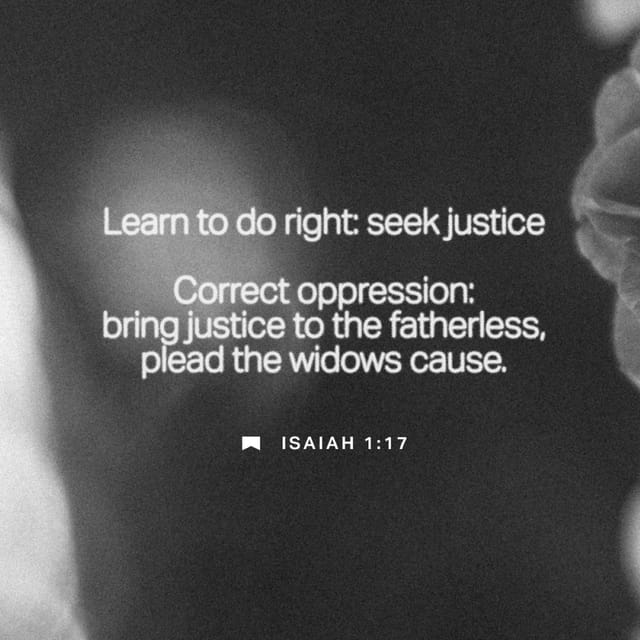 Learn to do right: seek justice
Correct oppression:
bring justice to the fatherless,
plead the widows cause.
ISAIAH 1:17